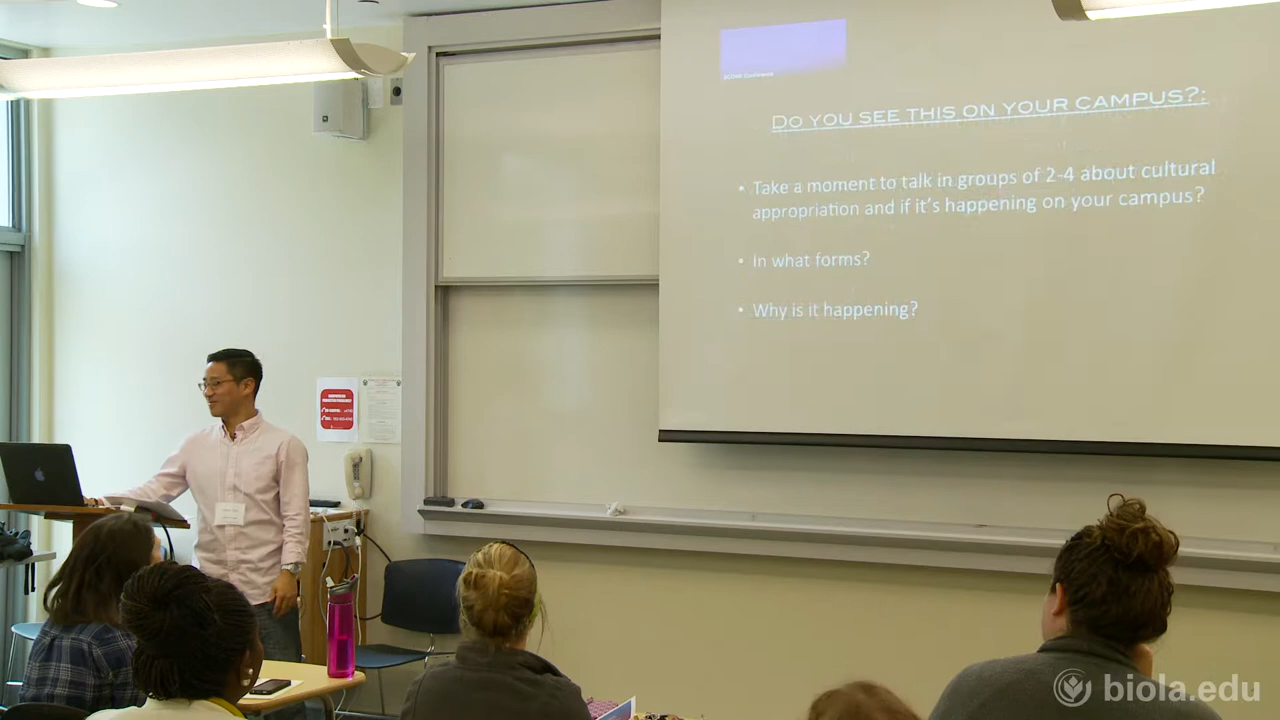 DO YOU SEE THIS ON YOUR CAMPUS?:
• Take a moment to talk in groups of 2-4 about cultural
appropriation and if it's happening on your campus?
• In what forms?
• Why is it happening?
biola.edu